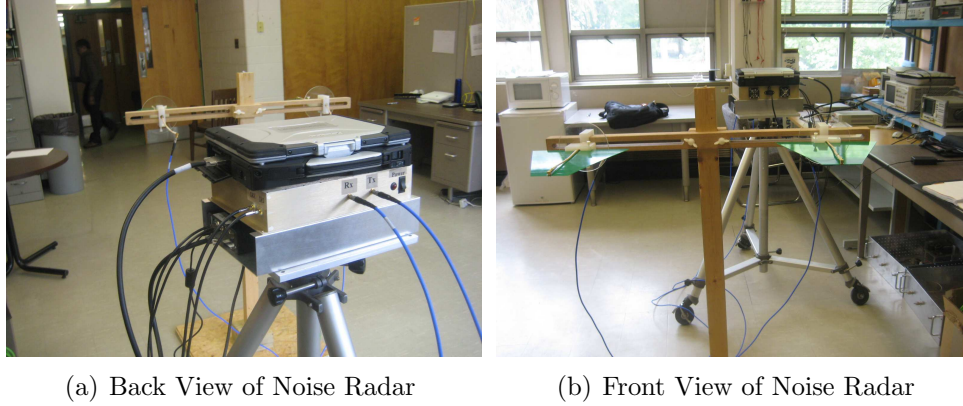 Rx Tx Power
(a) Back View of Noise Radar
(b) Front View of Noise Radar